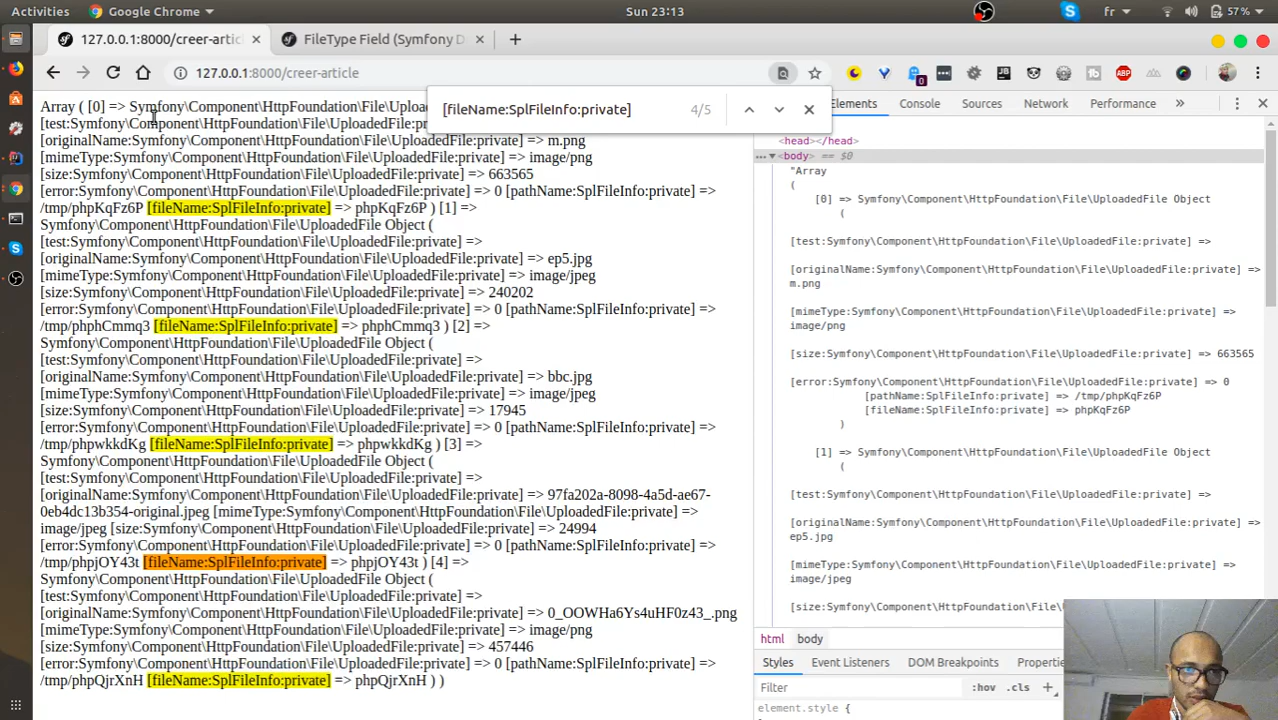 Activities
Google Chrome
Sun 23:13
fr
57%
127.0.0.1:8000/creer-artic
FileType Field (Symfony D
127.0.0.1:8000/creer-article
0
ABP
[fileName:SplFileInfo:private]
4/5
Array ( [0] => Symfony\Component\HttpFoundation\File\Uploa
[test:Symfony\Component\HttpFoundation\File\UploadedFile:p
[originalName:Symfony\Component\HttpFoundation\File\UploadedFile:private] => m.png
[mimeType:Symfony\Component\HttpFoundation\File\UploadedFile:private] => image/png
[size:Symfony\Component\HttpFoundation\File\UploadedFile:private] => 663565
[error:Symfony\Component\HttpFoundation\File\UploadedFile:private] => 0 [pathName:SplFileInfo:private] =>
/tmp/phpKqFz6P [fileName:SplFileInfo:private] => phpKqFz6P ) [1] =>
Symfony\Component\HttpFoundation\File\UploadedFile Object (
[test:Symfony\Component\HttpFoundation\File\UploadedFile:private] =>
[originalName:Symfony\Component\HttpFoundation\File\UploadedFile:private] => ep5.jpg
[mimeType:Symfony\Component\HttpFoundation\File\UploadedFile:private] => image/jpeg
[size:Symfony\Component\HttpFoundation\File\UploadedFile:private] => 240202
[error:Symfony\Component\HttpFoundation\File\UploadedFile:private] => 0 [pathName:SplFileInfo:private] =>
/tmp/phphCmmq3 [fileName:SplFileInfo:private] => phphCmmq3 ) [2] =>
Symfony\Component\HttpFoundation\File\UploadedFile Object (
[test:Symfony\Component\HttpFoundation\File\UploadedFile:private] =>
[originalName:Symfony\Component\HttpFoundation\File\UploadedFile:private] => bbc.jpg
[mimeType:Symfony\Component\HttpFoundation\File\UploadedFile:private] => image/jpeg
[size:Symfony\Component\HttpFoundation\File\UploadedFile:private] => 17945
[error:Symfony\Component\HttpFoundation\File\UploadedFile:private] => 0 [pathName:SplFileInfo:private] =>
/tmp/phpwkkdKg [fileName:SplFileInfo:private] => phpwkkdKg ) [3] =>
Symfony\Component\HttpFoundation\File\UploadedFile Object (
[test:Symfony\Component\HttpFoundation\File\UploadedFile:private] =>
[originalName:Symfony\Component\HttpFoundation\File\UploadedFile:private] => 97fa202a-8098-4a5d-ae67-
0eb4dc13b354-original.jpeg [mimeType:Symfony\Component\HttpFoundation\File\UploadedFile:private] =>
image/jpeg [size:Symfony\Component\HttpFoundation\File\UploadedFile:private] => 24994
[error:Symfony\Component\HttpFoundation\File\UploadedFile:private] => 0 [pathName:SplFileInfo:private] =>
/tmp/phpjOY43t [fileName:SplFileInfo:private] => phpjOY43t ) [4] =>
Symfony\Component\HttpFoundation\File\UploadedFile Object (
[test:Symfony\Component\HttpFoundation\File\UploadedFile:private] =>
[originalName:Symfony\Component\HttpFoundation\File\UploadedFile:private] => 0_OOWHa6Ys4uHF0z43_.png
[mimeType:Symfony\Component\HttpFoundation\File\UploadedFile:private] => image/png
[size:Symfony\Component\HttpFoundation\File\UploadedFile:private] => 457446
[error:Symfony\Component\HttpFoundation\File\UploadedFile:private] => 0 [pathName:SplFileInfo:private] =>
/tmp/phpQjrXnH [fileName:SplFileInfo:private] => phpQjrXnH ) )
Elements Console Sources Network Memory »
<head></head>
… <body> == $0
"Array
(
[0] => Symfony\Component\HttpFoundation\File\UploadedFile Object
(
[test:Symfony\Component\HttpFoundation\File\UploadedFile:private] =>
[originalName:Symfony\Component\HttpFoundation\File\UploadedFile:private] =>
m.png
[mimeType:Symfony\Component\HttpFoundation\File\UploadedFile:private] =>
image/png
[size:Symfony\Component\HttpFoundation\File\UploadedFile:private] => 663565
[error:Symfony\Component\HttpFoundation\File\UploadedFile:private] => 0
[pathName:SplFileInfo:private] => /tmp/phpKqFz6P
[fileName:SplFileInfo:private] => phpKqFz6P
)
[1] => Symfony\Component\HttpFoundation\File\UploadedFile Object
(
[test:Symfony\Component\HttpFoundation\File\UploadedFile:private] =>
[originalName:Symfony\Component\HttpFoundation\File\UploadedFile:private] =>
ep5.jpg
[mimeType:Symfony\Component\HttpFoundation\File\UploadedFile:private] =>
image/jpeg
[size:Symfony\Component\HttpFoundation\File\U
html body
Styles Event Listeners DOM Breakpoints Propertie
Filter :hov .cls +
element.style {